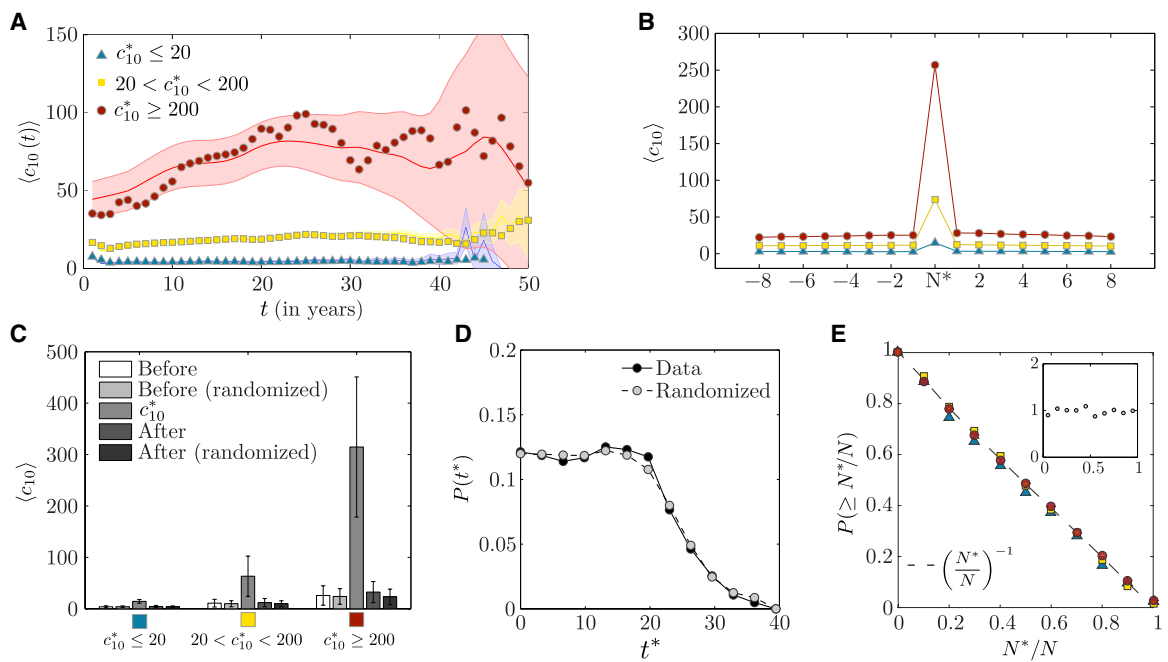 A
150
100
50
0
1
10
20
30
40
50
⟨c₁₀(t)⟩
t (in years)
c*₁₀ ≤ 20
20 < c*₁₀ < 200
c*₁₀ ≥ 200
B
300
250
200
150
100
50
0
−8
−6
−4
−2
N*
2
4
6
8
⟨c₁₀⟩
C
500
400
300
200
100
0
⟨c₁₀⟩
Before
Before (randomized)
c*₁₀
After
After (randomized)
c*₁₀ ≤ 20
20 < c*₁₀ < 200
c*₁₀ ≥ 200
D
0.2
0.15
0.1
0.05
0
0
10
20
30
40
P(t*)
t*
Data
Randomized
E
1
0.8
0.6
0.4
0.2
0
0
0.2
0.4
0.6
0.8
1
P(≥ N*/N)
N*/N
(N*/N)⁻¹
2
1
0
0
0.5
1